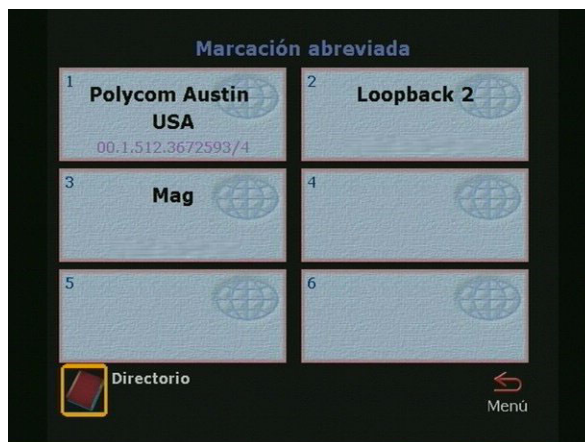 Marcación abreviada
1
Polycom Austin
USA
00.1.512.3672593/4
2
Loopback 2
3
Mag
4
5
6
Directorio
Menú